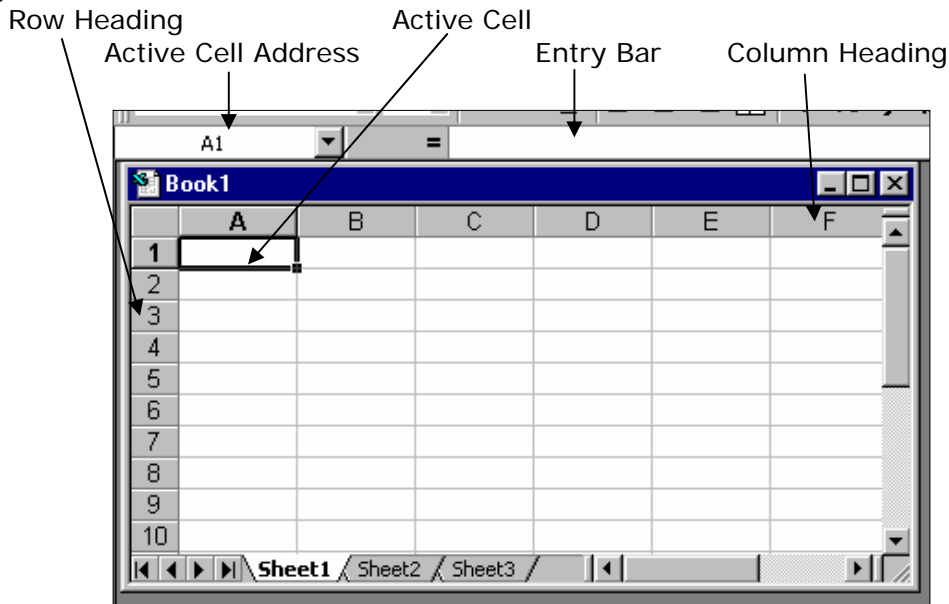 Row Heading Active Cell
Active Cell Address Entry Bar Column Heading
A1 =
Book1
A B C D E F
1
2
3
4
5
6
7
8
9
10
Sheet1 Sheet2 Sheet3